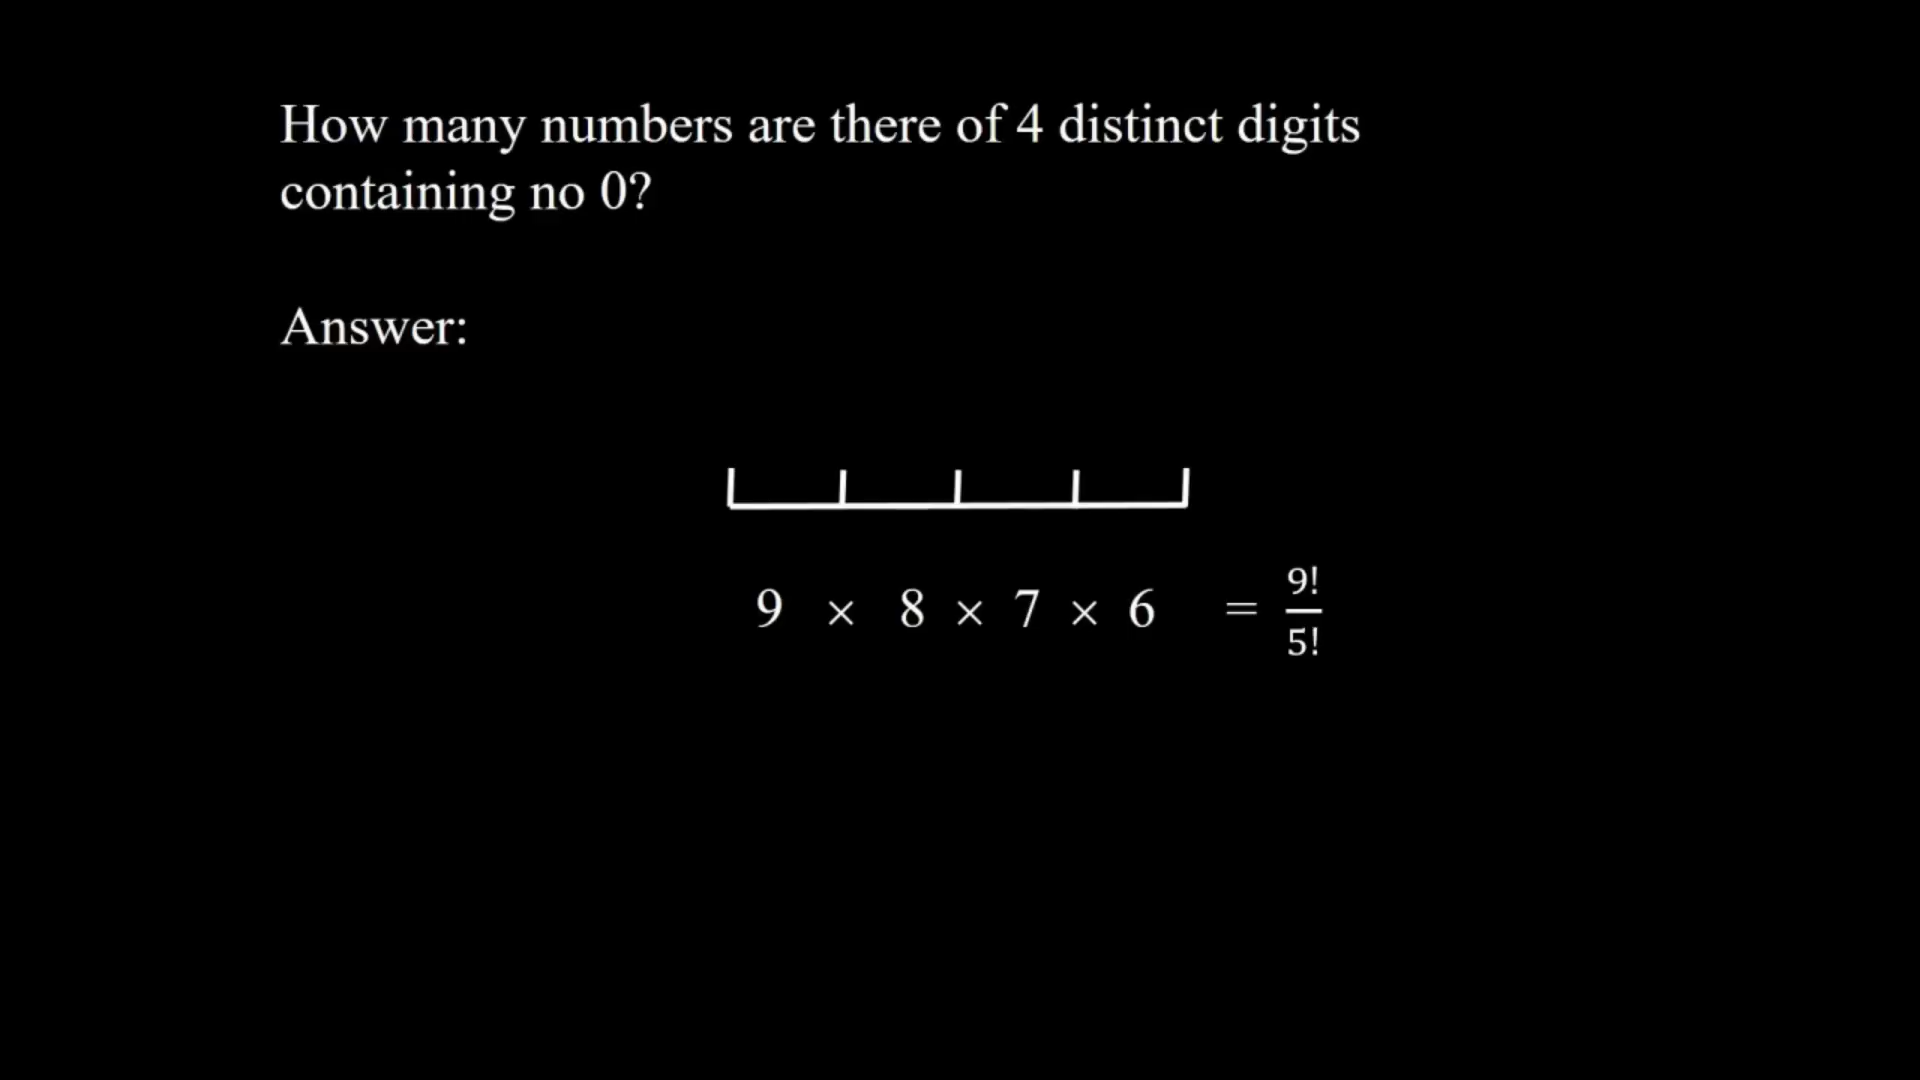 How many numbers are there of 4 distinct digits
containing no 0?
Answer:
9 × 8 × 7 × 6 = 9!/5!